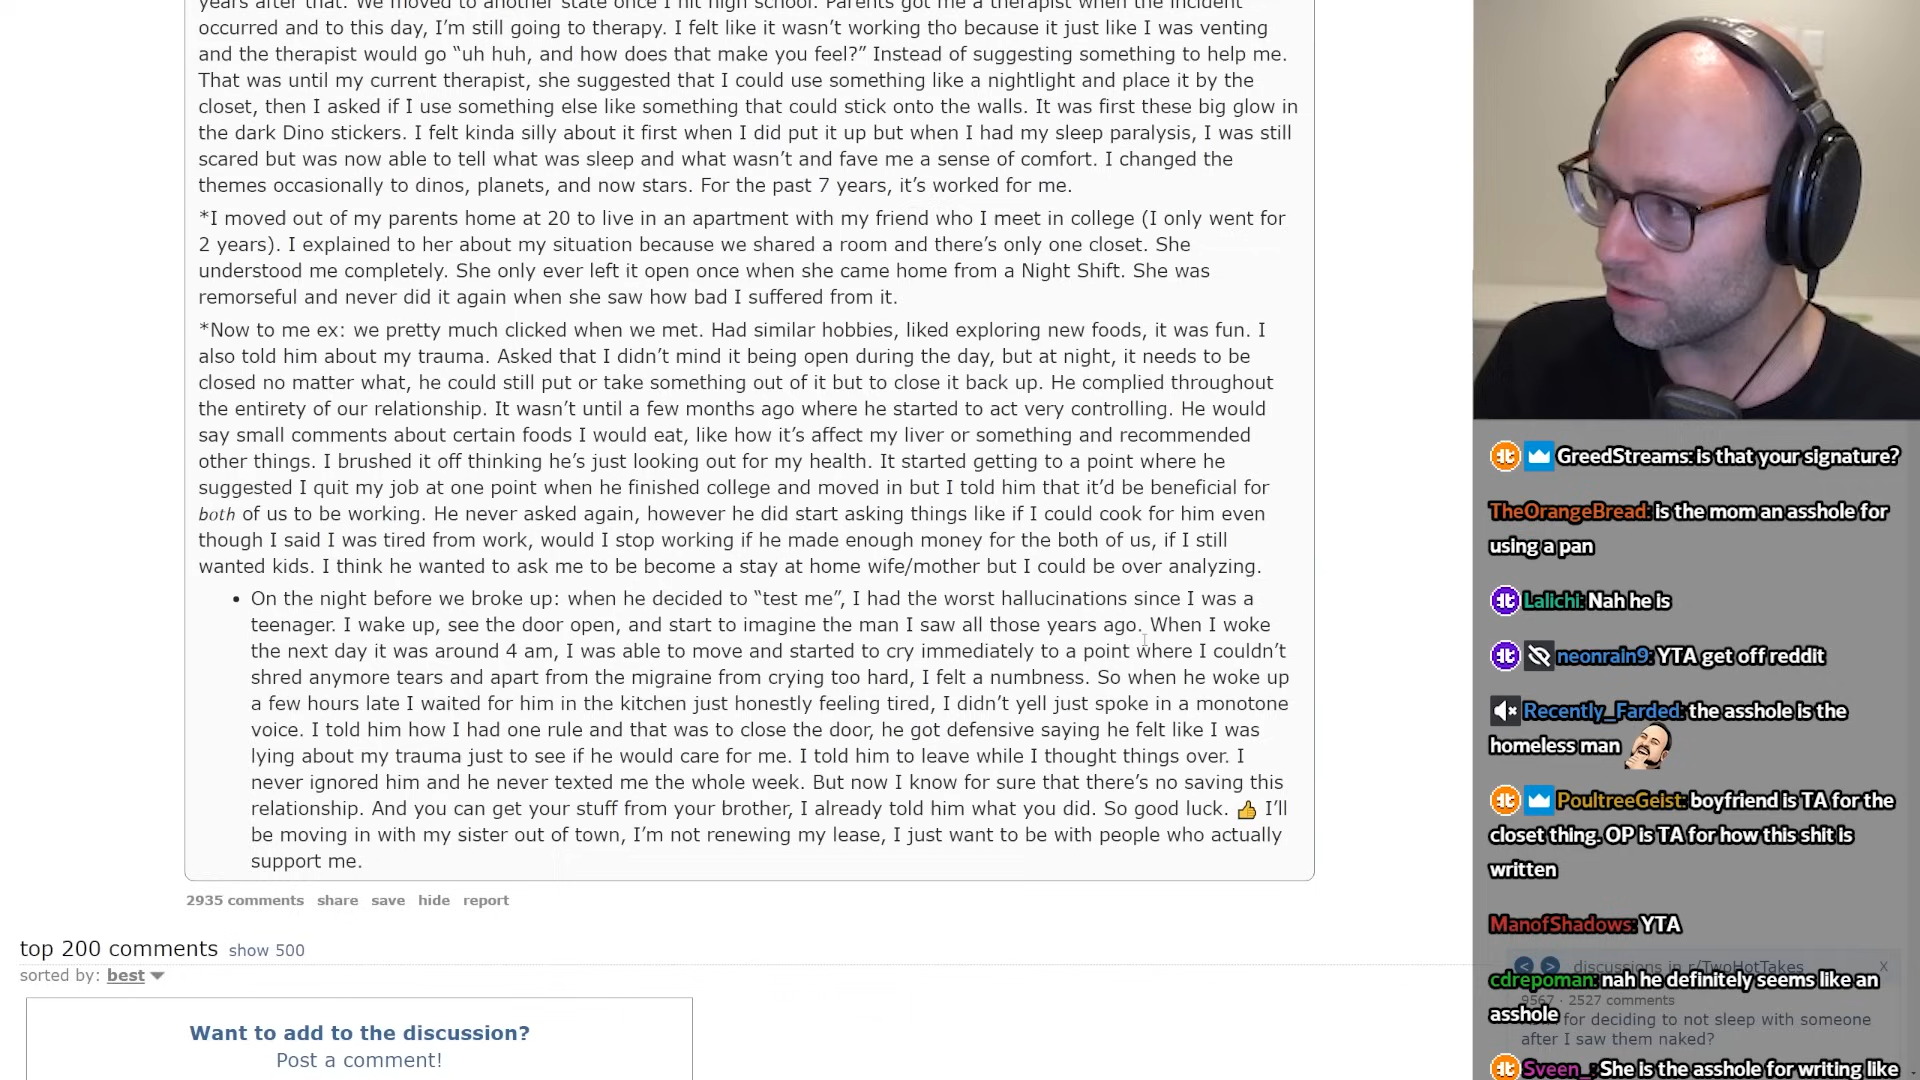 years after that. We moved to another state once I hit high school. Parents got me a therapist when the incident
occurred and to this day, I’m still going to therapy. I felt like it wasn’t working tho because it just like I was venting
and the therapist would go “uh huh, and how does that make you feel?” Instead of suggesting something to help me.
That was until my current therapist, she suggested that I could use something like a nightlight and place it by the
closet, then I asked if I use something else like something that could stick onto the walls. It was first these big glow in
the dark Dino stickers. I felt kinda silly about it first when I did put it up but when I had my sleep paralysis, I was still
scared but was now able to tell what was sleep and what wasn’t and fave me a sense of comfort. I changed the
themes occasionally to dinos, planets, and now stars. For the past 7 years, it’s worked for me.
*I moved out of my parents home at 20 to live in an apartment with my friend who I meet in college (I only went for
2 years). I explained to her about my situation because we shared a room and there’s only one closet. She
understood me completely. She only ever left it open once when she came home from a Night Shift. She was
remorseful and never did it again when she saw how bad I suffered from it.
*Now to me ex: we pretty much clicked when we met. Had similar hobbies, liked exploring new foods, it was fun. I
also told him about my trauma. Asked that I didn’t mind it being open during the day, but at night, it needs to be
closed no matter what, he could still put or take something out of it but to close it back up. He complied throughout
the entirety of our relationship. It wasn’t until a few months ago where he started to act very controlling. He would
say small comments about certain foods I would eat, like how it’s affect my liver or something and recommended
other things. I brushed it off thinking he’s just looking out for my health. It started getting to a point where he
suggested I quit my job at one point when he finished college and moved in but I told him that it’d be beneficial for
both of us to be working. He never asked again, however he did start asking things like if I could cook for him even
though I said I was tired from work, would I stop working if he made enough money for the both of us, if I still
wanted kids. I think he wanted to ask me to be become a stay at home wife/mother but I could be over analyzing.
• On the night before we broke up: when he decided to “test me”, I had the worst hallucinations since I was a
teenager. I wake up, see the door open, and start to imagine the man I saw all those years ago. When I woke
the next day it was around 4 am, I was able to move and started to cry immediately to a point where I couldn’t
shred anymore tears and apart from the migraine from crying too hard, I felt a numbness. So when he woke up
a few hours late I waited for him in the kitchen just honestly feeling tired, I didn’t yell just spoke in a monotone
voice. I told him how I had one rule and that was to close the door, he got defensive saying he felt like I was
lying about my trauma just to see if he would care for me. I told him to leave while I thought things over. I
never ignored him and he never texted me the whole week. But now I know for sure that there’s no saving this
relationship. And you can get your stuff from your brother, I already told him what you did. So good luck. 👍 I’ll
be moving in with my sister out of town, I’m not renewing my lease, I just want to be with people who actually
support me.
2935 comments share save hide report
top 200 comments show 500
sorted by: best
Want to add to the discussion?
Post a comment!
GreedStreams: is that your signature?
TheOrangeBread: is the mom an asshole for
using a pan
Lalichi: Nah he is
neonrain9: YTA get off reddit
Recently_Farded: the asshole is the
homeless man
PoultreeGeist: boyfriend is TA for the
closet thing. OP is TA for how this shit is
written
ManofShadows: YTA
discussions in r/TwoHotTakes X
cdrepoman: nah he definitely seems like an
asshole
9567 · 2527 comments
for deciding to not sleep with someone
after I saw them naked?
Sveen_: She is the asshole for writing like